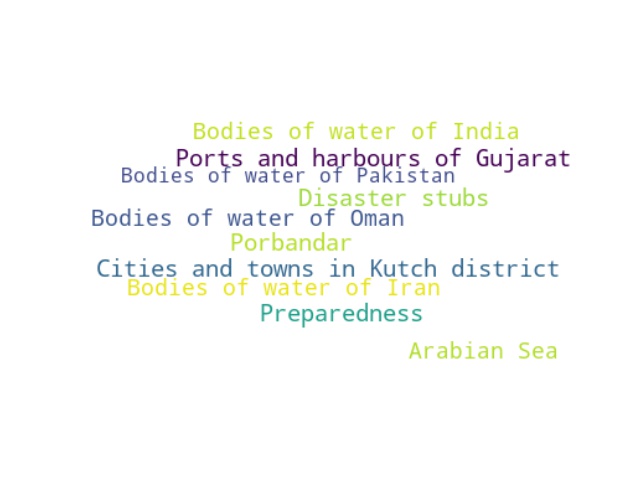 Bodies of water of India
Ports and harbours of Gujarat
Bodies of water of Pakistan
Disaster stubs
Bodies of water of Oman
Porbandar
Cities and towns in Kutch district
Bodies of water of Iran
Preparedness
Arabian Sea